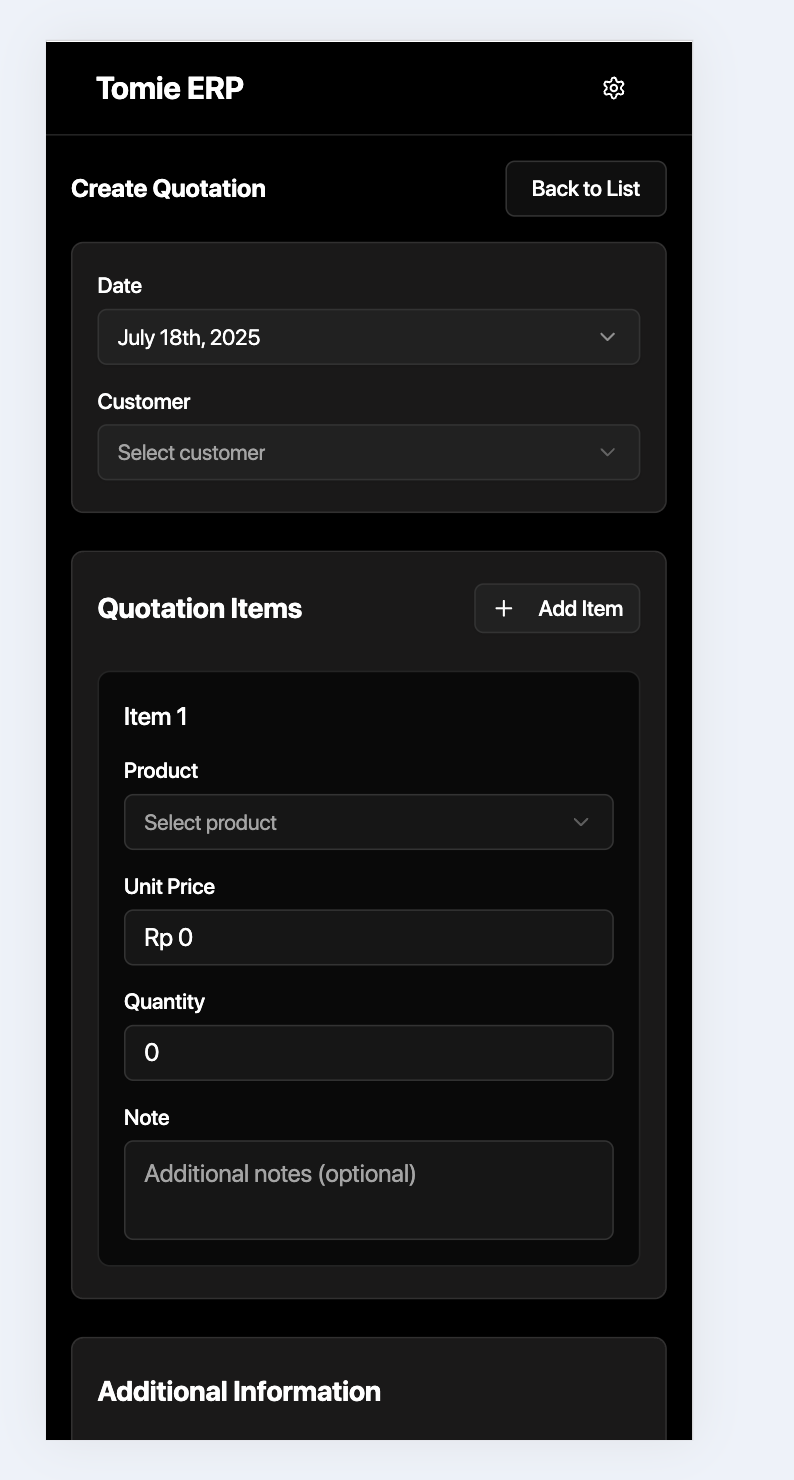 Tomie ERP
Create Quotation
Back to List
Date
July 18th, 2025
Customer
Select customer
Quotation Items
Add Item
Item 1
Product
Select product
Unit Price
Rp 0
Quantity
0
Note
Additional notes (optional)
Additional Information